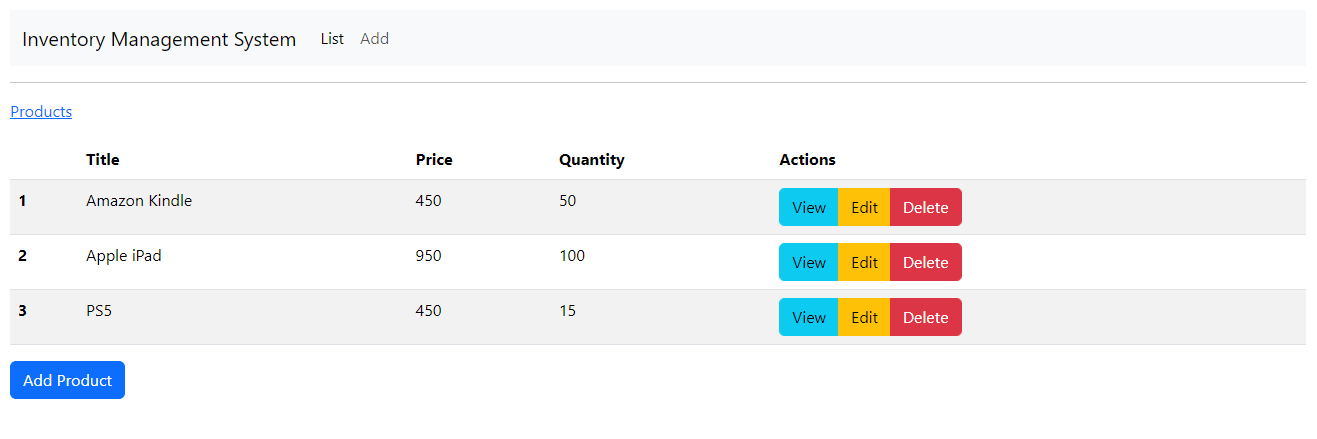 Inventory Management System List Add
Products
Title Price Quantity Actions
1 Amazon Kindle 450 50 View Edit Delete
2 Apple iPad 950 100 View Edit Delete
3 PS5 450 15 View Edit Delete
Add Product